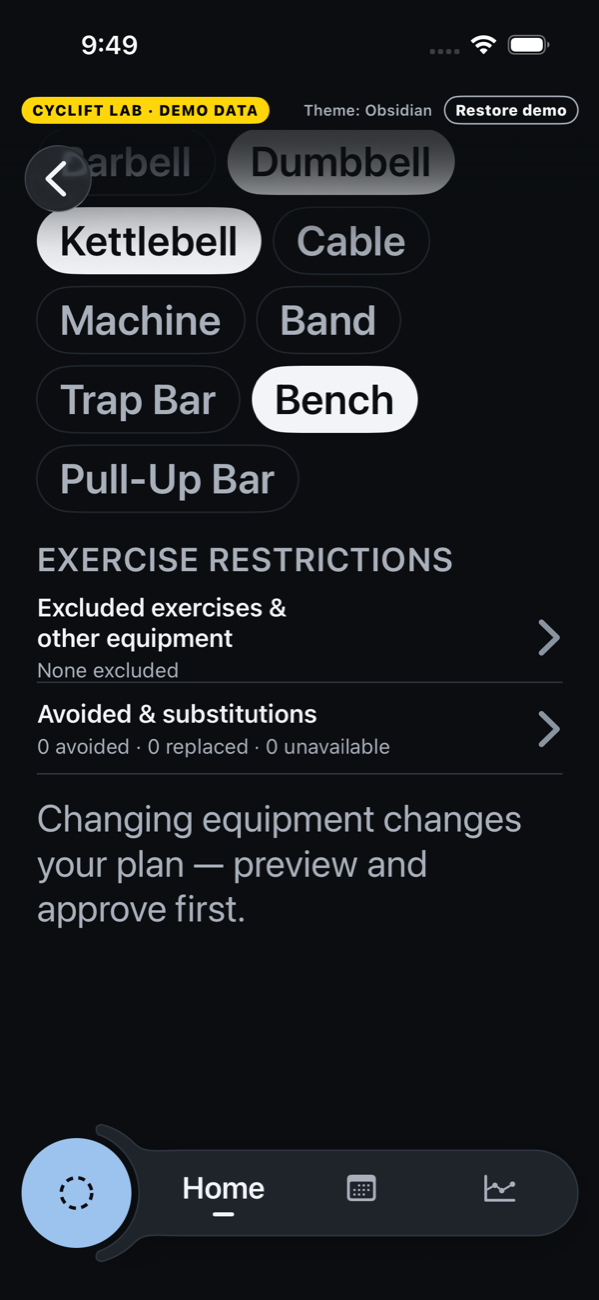 9:49
CYCLIFT LAB · DEMO DATA Theme: Obsidian Restore demo
Barbell Dumbbell
Kettlebell Cable
Machine Band
Trap Bar Bench
Pull-Up Bar
EXERCISE RESTRICTIONS
Excluded exercises &
other equipment
None excluded
Avoided & substitutions
0 avoided · 0 replaced · 0 unavailable
Changing equipment changes
your plan — preview and
approve first.
Home